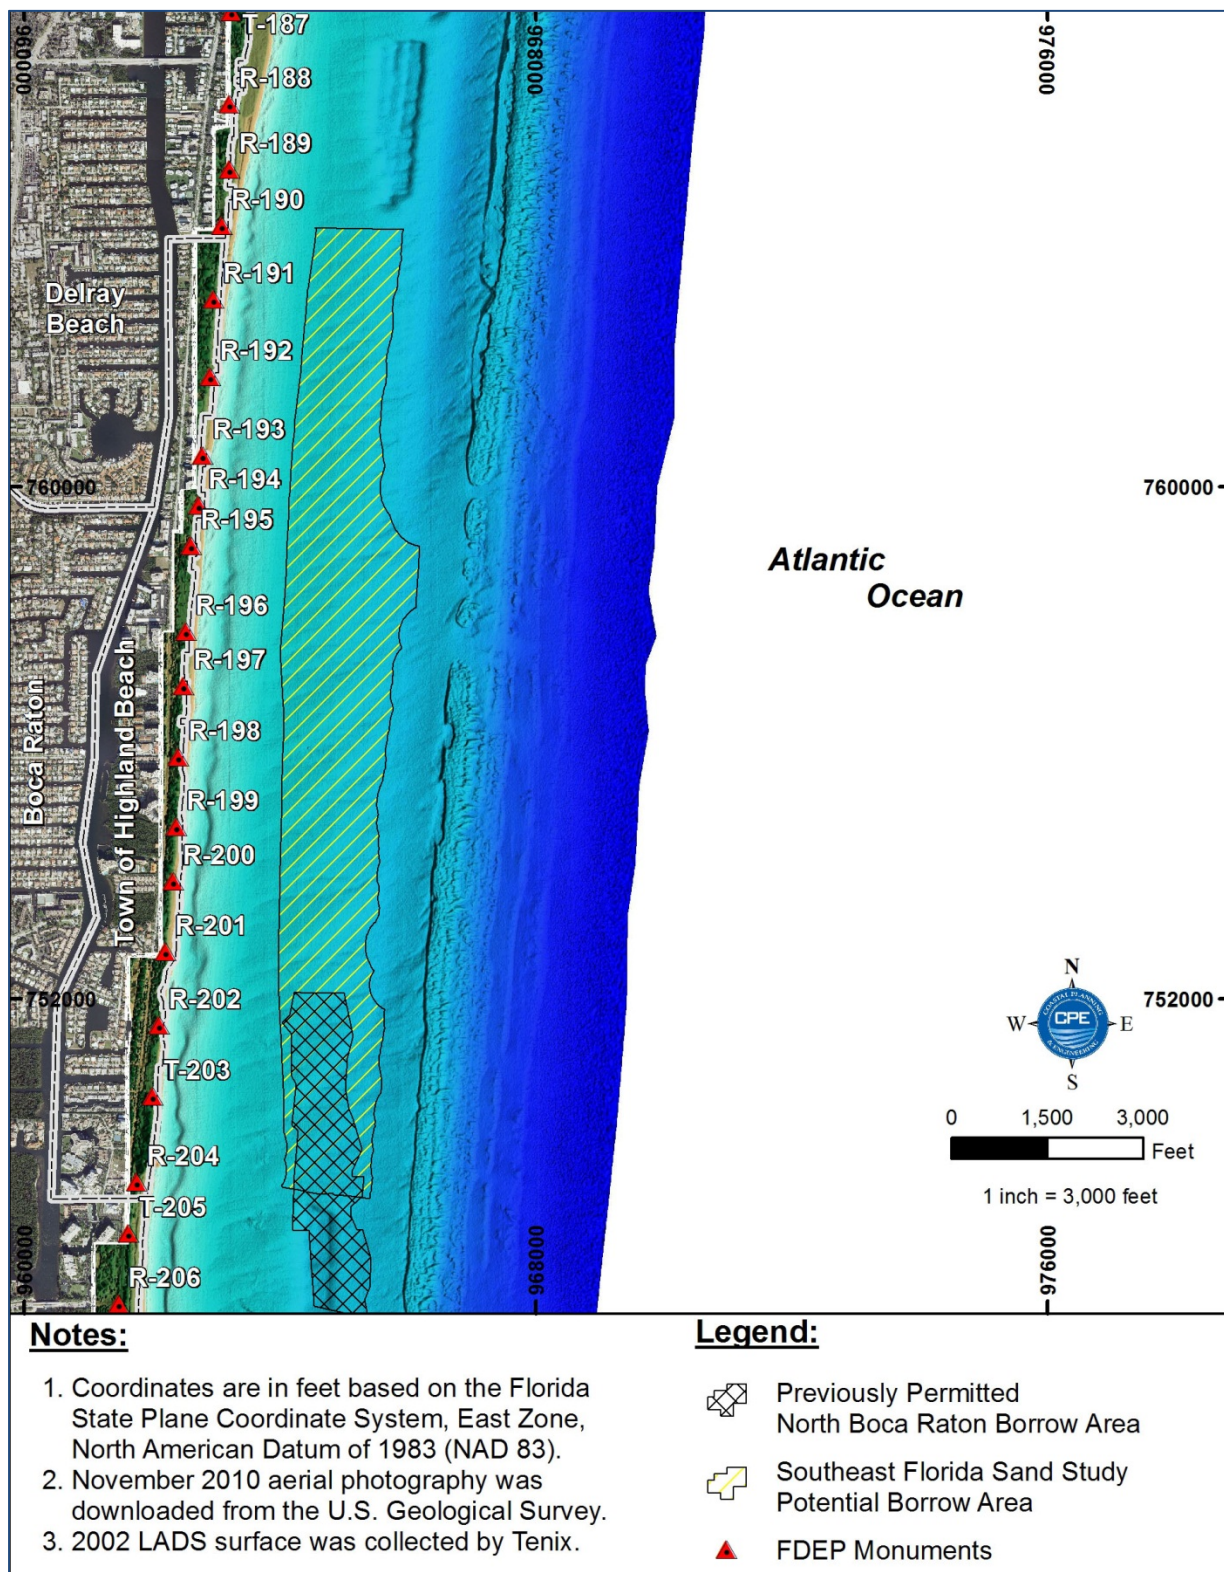 960000
968000
976000
T-187
R-188
R-189
R-190
R-191
Delray
Beach
R-192
R-193
R-194
760000
760000
R-195
Atlantic
Ocean
R-196
R-197
Boca Raton
Town of Highland Beach
R-198
R-199
R-200
R-201
N
752000
R-202
752000
COASTAL PLANNING
W
CPE
E
& ENGINEERING
S
T-203
0 1,500 3,000
Feet
R-204
1 inch = 3,000 feet
T-205
960000
968000
976000
R-206
Notes:
1. Coordinates are in feet based on the Florida
State Plane Coordinate System, East Zone,
North American Datum of 1983 (NAD 83).
2. November 2010 aerial photography was
downloaded from the U.S. Geological Survey.
3. 2002 LADS surface was collected by Tenix.
Legend:
Previously Permitted
North Boca Raton Borrow Area
Southeast Florida Sand Study
Potential Borrow Area
FDEP Monuments